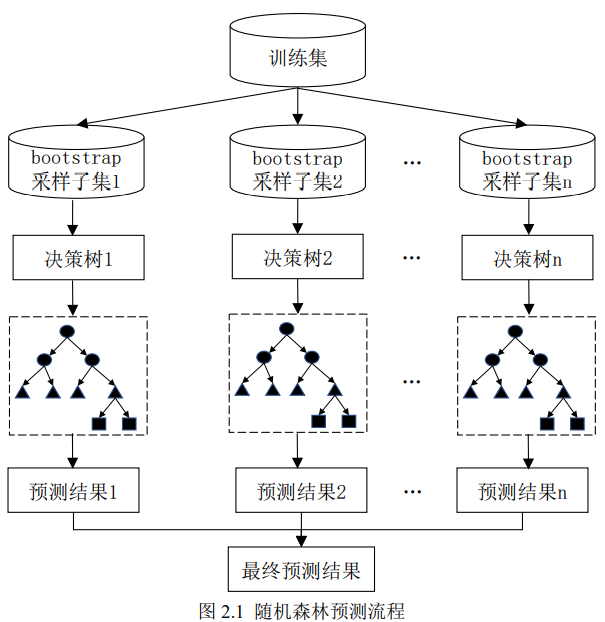 训练集
bootstrap
采样子集1
bootstrap
采样子集2
…
bootstrap
采样子集n
决策树1
决策树2
…
决策树n
…
预测结果1
预测结果2
…
预测结果n
最终预测结果
图 2.1 随机森林预测流程